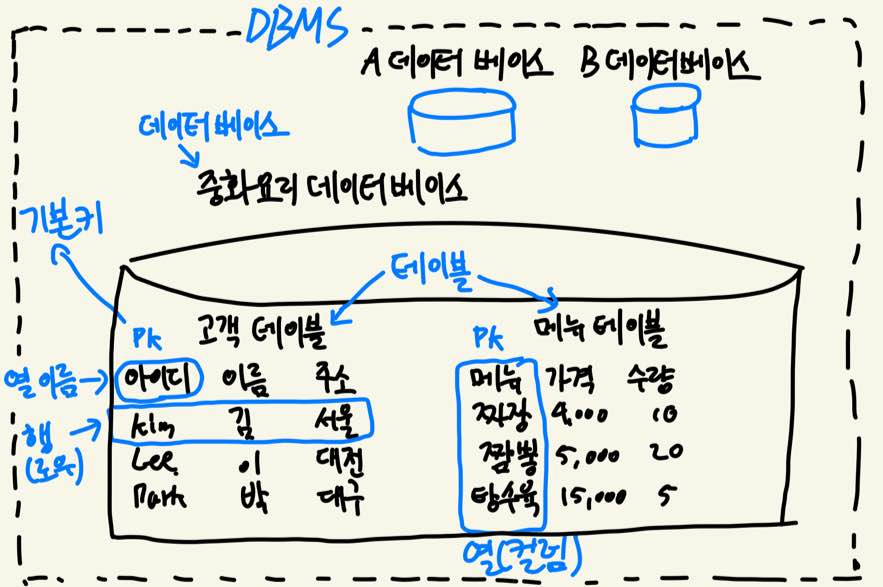 DBMS
A 데이터 베이스 B 데이터베이스
데이터 베이스
중화요리 데이터베이스
기본키
테이블
고객 테이블 메뉴 테이블
PK PK
열이름 아이디 이름 주소 메뉴 가격 수량
행 kim 김 서울 짜장 4,000 10
(로우) Lee 이 대전 짬뽕 5,000 20
Park 박 대구 탕수육 15,000 5
열(컬럼)